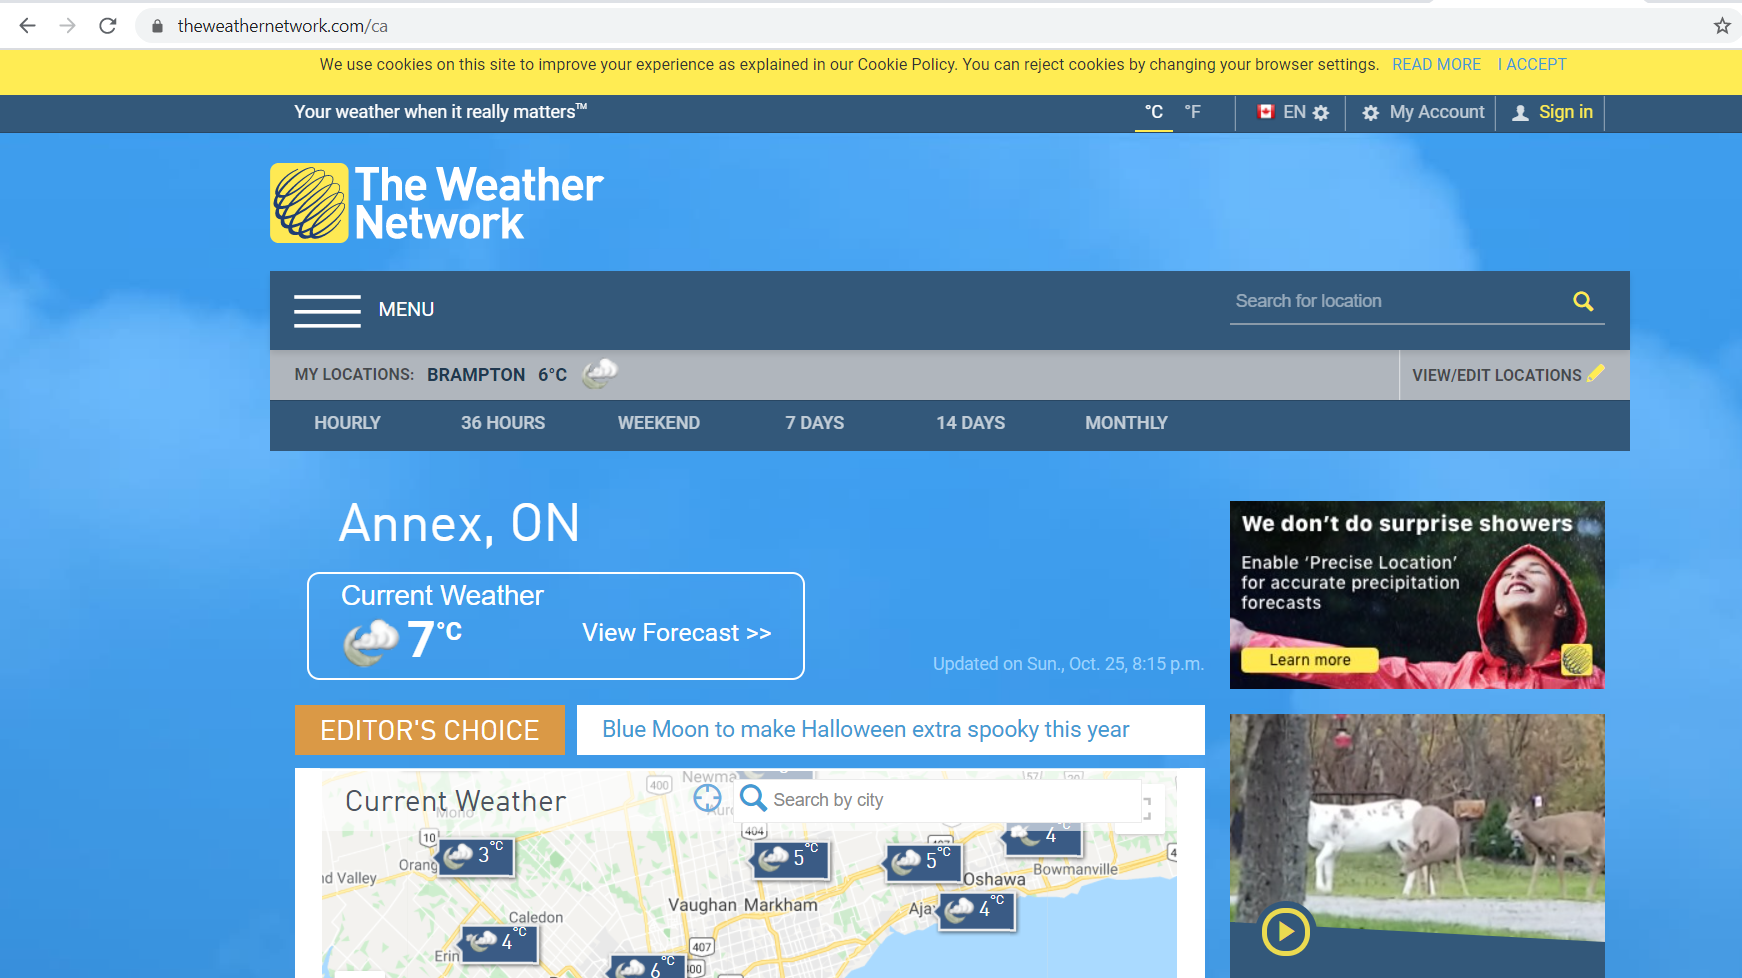 theweathernetwork.com/ca
We use cookies on this site to improve your experience as explained in our Cookie Policy. You can reject cookies by changing your browser settings. READ MORE I ACCEPT
Your weather when it really matters™
°C °F EN My Account Sign in
The Weather
Network
MENU
Search for location
MY LOCATIONS: BRAMPTON 6°C
VIEW/EDIT LOCATIONS
HOURLY 36 HOURS WEEKEND 7 DAYS 14 DAYS MONTHLY
Annex, ON
Current Weather
7°C
View Forecast >>
Updated on Sun., Oct. 25, 8:15 p.m.
We don't do surprise showers
Enable 'Precise Location'
for accurate precipitation
forecasts
Learn more
EDITOR'S CHOICE
Blue Moon to make Halloween extra spooky this year
Current Weather
Search by city
400 Newma
Mono
404
10
Orang 3°C
5°C
5°C
4°C
4
nd Valley
Oshawa
Bowmanville
Vaughan Markham
Aja 4°C
Caledon
Erin 4°C
407
6°C